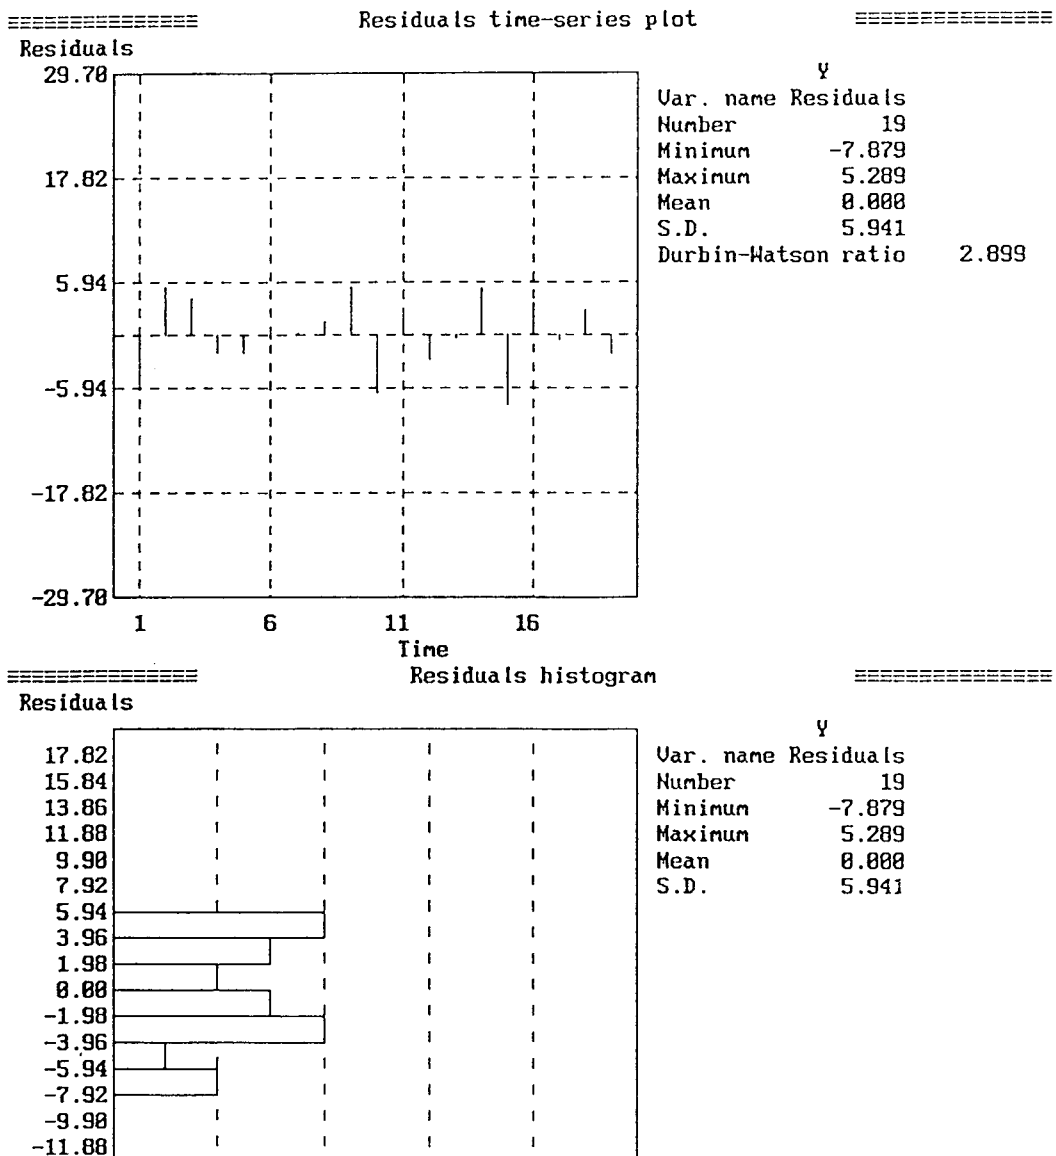 Residuals time-series plot
Residuals
29.70
17.82
5.94
-5.94
-17.82
-29.70
1 6 11 16
Time
Y
Var. name Residuals
Number 19
Minimum -7.879
Maximum 5.289
Mean 0.000
S.D. 5.941
Durbin-Watson ratio 2.899
Residuals histogram
Residuals
17.82
15.84
13.86
11.88
9.90
7.92
5.94
3.96
1.98
0.00
-1.98
-3.96
-5.94
-7.92
-9.90
-11.88
Y
Var. name Residuals
Number 19
Minimum -7.879
Maximum 5.289
Mean 0.000
S.D. 5.941